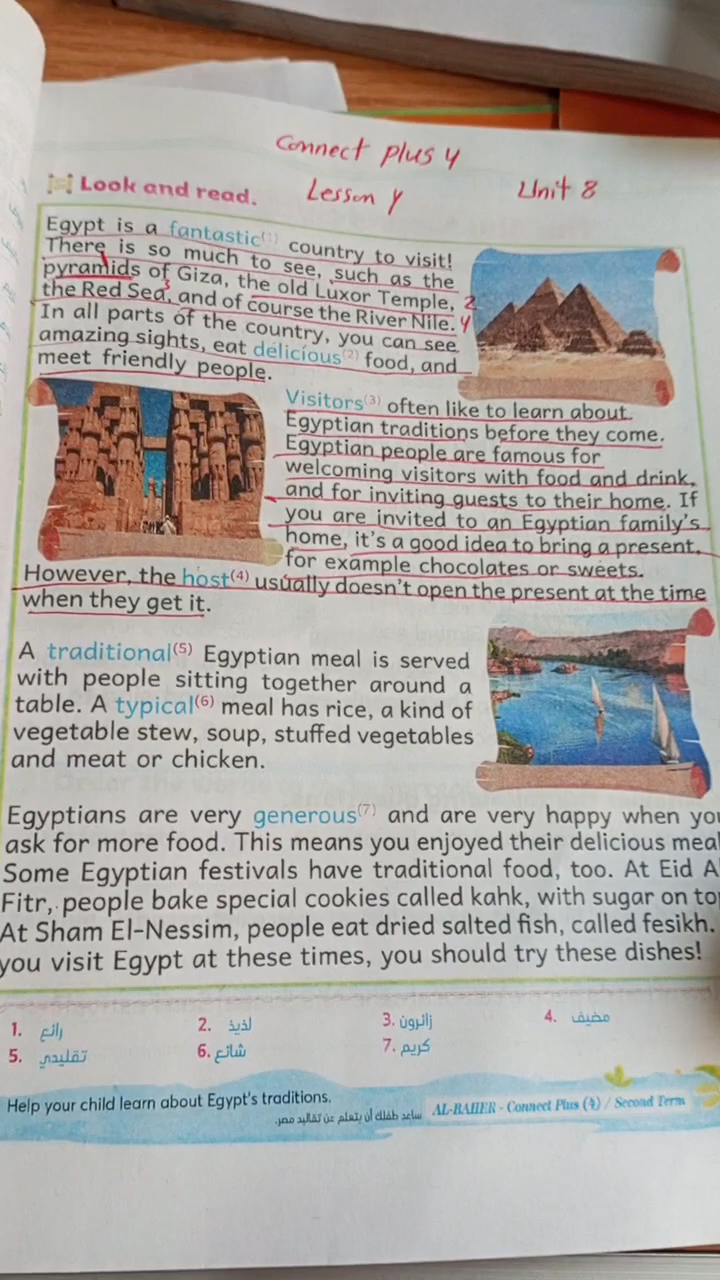 Connect Plus 4
Look and read.
Lesson 4
Unit 8
Egypt is a fantastic(1) country to visit!
There is so much to see, such as the
pyramids of Giza, the old Luxor Temple, 2
the Red Sea,3 and of course the River Nile. 4
In all parts of the country, you can see
amazing sights, eat delicious(2) food, and
meet friendly people.
Visitors(3) often like to learn about
Egyptian traditions before they come.
Egyptian people are famous for
welcoming visitors with food and drink,
and for inviting guests to their home. If
you are invited to an Egyptian family's
home, it's a good idea to bring a present,
for example chocolates or sweets.
However, the host(4) usually doesn't open the present at the time
when they get it.
A traditional(5) Egyptian meal is served
with people sitting together around a
table. A typical(6) meal has rice, a kind of
vegetable stew, soup, stuffed vegetables
and meat or chicken.
Egyptians are very generous(7) and are very happy when yo
ask for more food. This means you enjoyed their delicious mea
Some Egyptian festivals have traditional food, too. At Eid A
Fitr, people bake special cookies called kahk, with sugar on to
At Sham El-Nessim, people eat dried salted fish, called fesikh.
you visit Egypt at these times, you should try these dishes!
1. رائع 2. لذيذ 3. زائرون 4. مضيف
5. تقليدي 6. شائع 7. كريم
Help your child learn about Egypt's traditions.
ساعد طفلك أن يتعلم عن تقاليد مصر.
AL-BAHER - Connect Plus (4) / Second Term